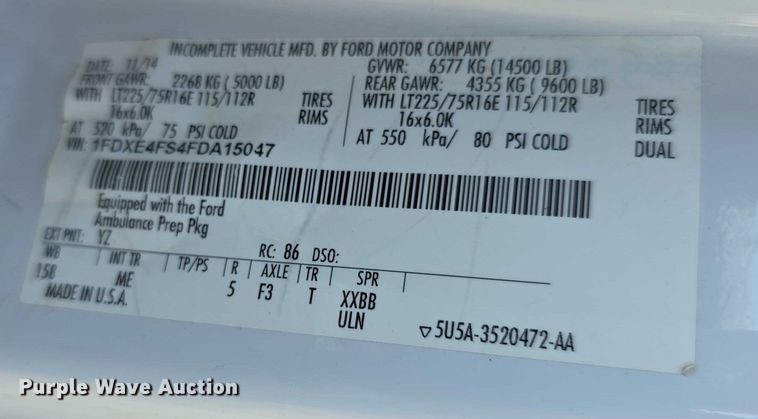 INCOMPLETE VEHICLE MFD. BY FORD MOTOR COMPANY
DATE: 11/14 GVWR: 6577 KG (14500 LB)
FRONT GAWR: 2268 KG (5000 LB) REAR GAWR: 4355 KG (9600 LB)
WITH LT225/75R16E 115/112R TIRES WITH LT225/75R16E 115/112R TIRES
16x6.0K RIMS 16x6.0K RIMS
AT 520 kPa/ 75 PSI COLD AT 550 kPa/ 80 PSI COLD DUAL
VIN: 1FDXE4FS4FDA15047
Equipped with the Ford
Ambulance Prep Pkg
EXT PNT: YZ RC: 86 DSO:
WB INT TR TP/PS R AXLE TR SPR
158 ME 5 F3 T XXBB
MADE IN U.S.A. ULN
▽5U5A-3520472-AA
Purple Wave Auction